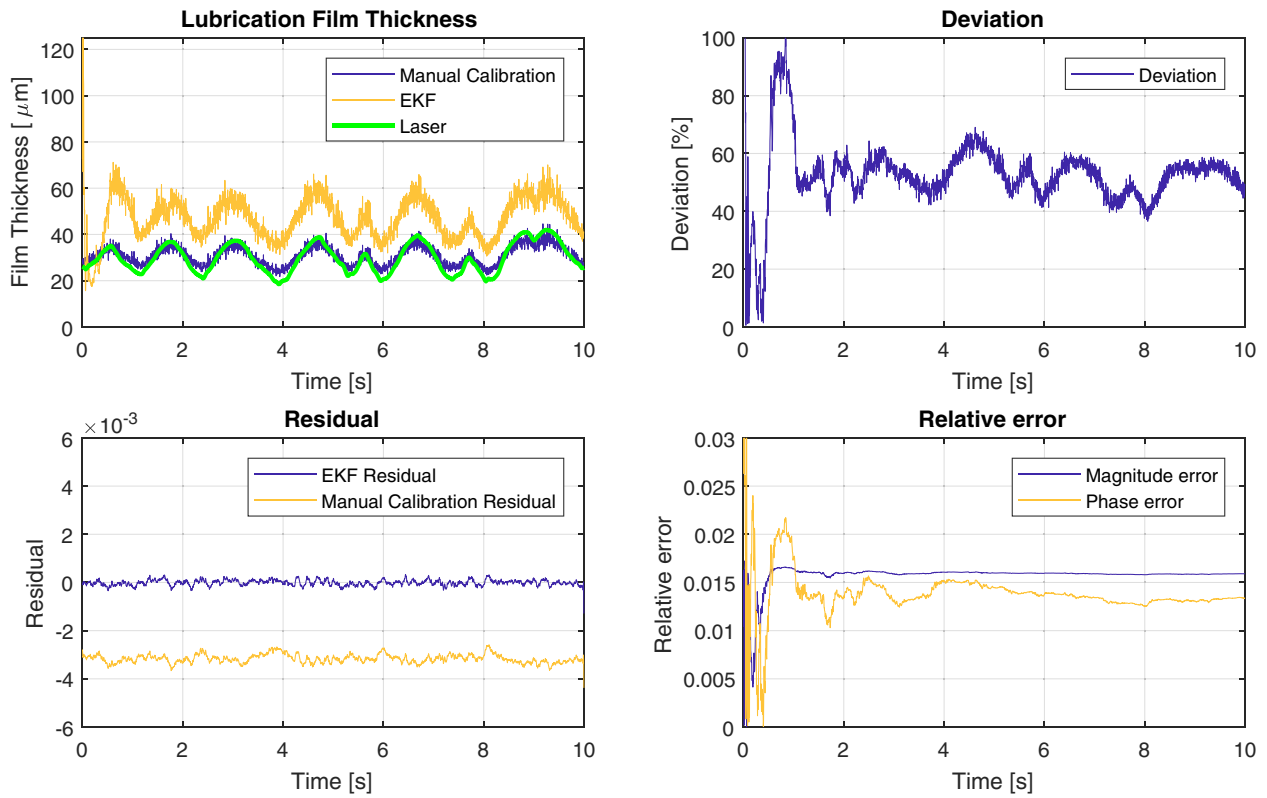 Lubrication Film Thickness
120
100
80
60
40
20
0
Film Thickness [ μm]
Manual Calibration
EKF
Laser
0 2 4 6 8 10
Time [s]
Deviation
100
80
60
40
20
0
Deviation [%]
Deviation
0 2 4 6 8 10
Time [s]
Residual
×10^-3
6
4
2
0
-2
-4
-6
Residual
EKF Residual
Manual Calibration Residual
0 2 4 6 8 10
Time [s]
Relative error
0.03
0.025
0.02
0.015
0.01
0.005
0
Relative error
Magnitude error
Phase error
0 2 4 6 8 10
Time [s]